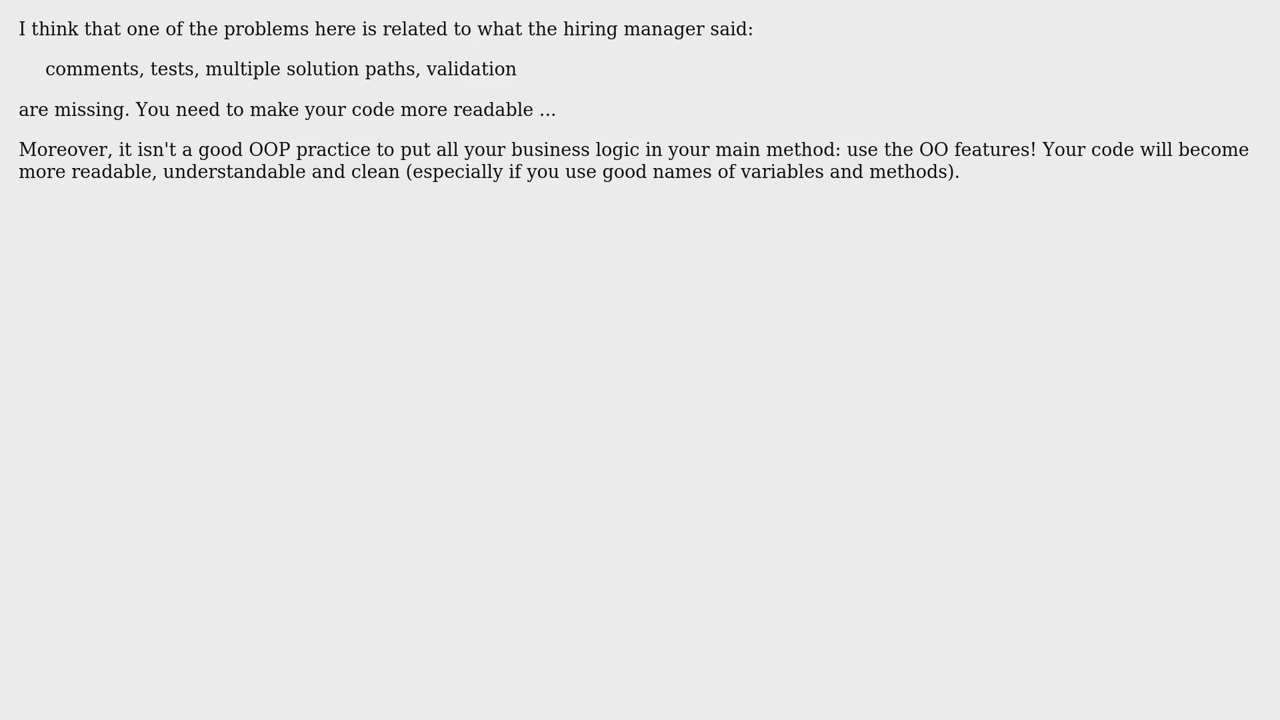 I think that one of the problems here is related to what the hiring manager said:
comments, tests, multiple solution paths, validation
are missing. You need to make your code more readable ...
Moreover, it isn't a good OOP practice to put all your business logic in your main method: use the OO features! Your code will become
more readable, understandable and clean (especially if you use good names of variables and methods).